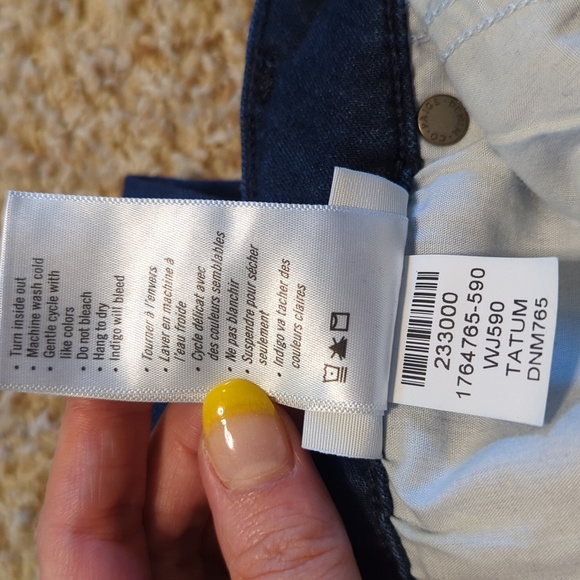 • Turn inside out
• Machine wash cold
• Gentle cycle with
like colors
• Do not bleach
• Hang to dry
• Indigo will bleed
• Tourner à l'envers
• Laver en machine à
l'eau froide
• Cycle délicat avec
des couleurs semblables
• Ne pas blanchir
• Suspendre pour sécher
seulement
• Indigo va tacher des
couleurs claires
233000
1764765-590
WJ590
TATUM
DNM765